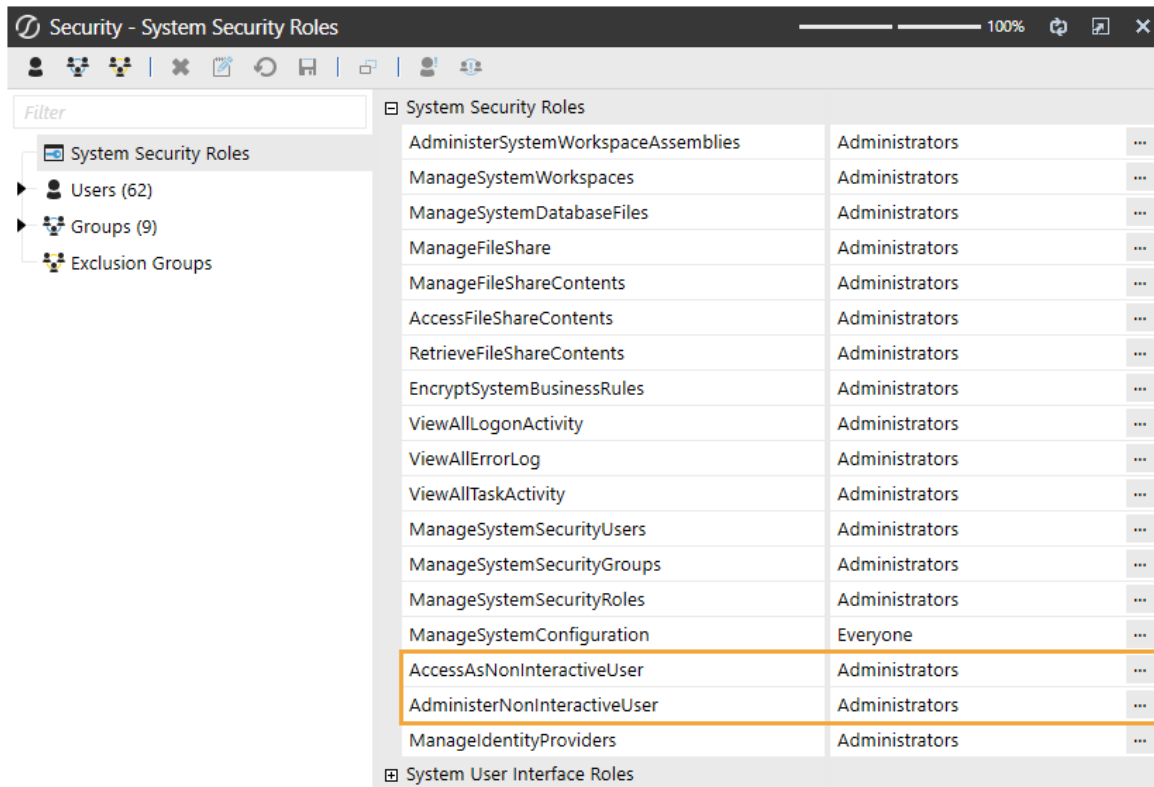 Security - System Security Roles 100%
Filter
System Security Roles
Users (62)
Groups (9)
Exclusion Groups
System Security Roles
AdministerSystemWorkspaceAssemblies Administrators ...
ManageSystemWorkspaces Administrators ...
ManageSystemDatabaseFiles Administrators ...
ManageFileShare Administrators ...
ManageFileShareContents Administrators ...
AccessFileShareContents Administrators ...
RetrieveFileShareContents Administrators ...
EncryptSystemBusinessRules Administrators ...
ViewAllLogonActivity Administrators ...
ViewAllErrorLog Administrators ...
ViewAllTaskActivity Administrators ...
ManageSystemSecurityUsers Administrators ...
ManageSystemSecurityGroups Administrators ...
ManageSystemSecurityRoles Administrators ...
ManageSystemConfiguration Everyone ...
AccessAsNonInteractiveUser Administrators ...
AdministerNonInteractiveUser Administrators ...
ManageIdentityProviders Administrators ...
System User Interface Roles